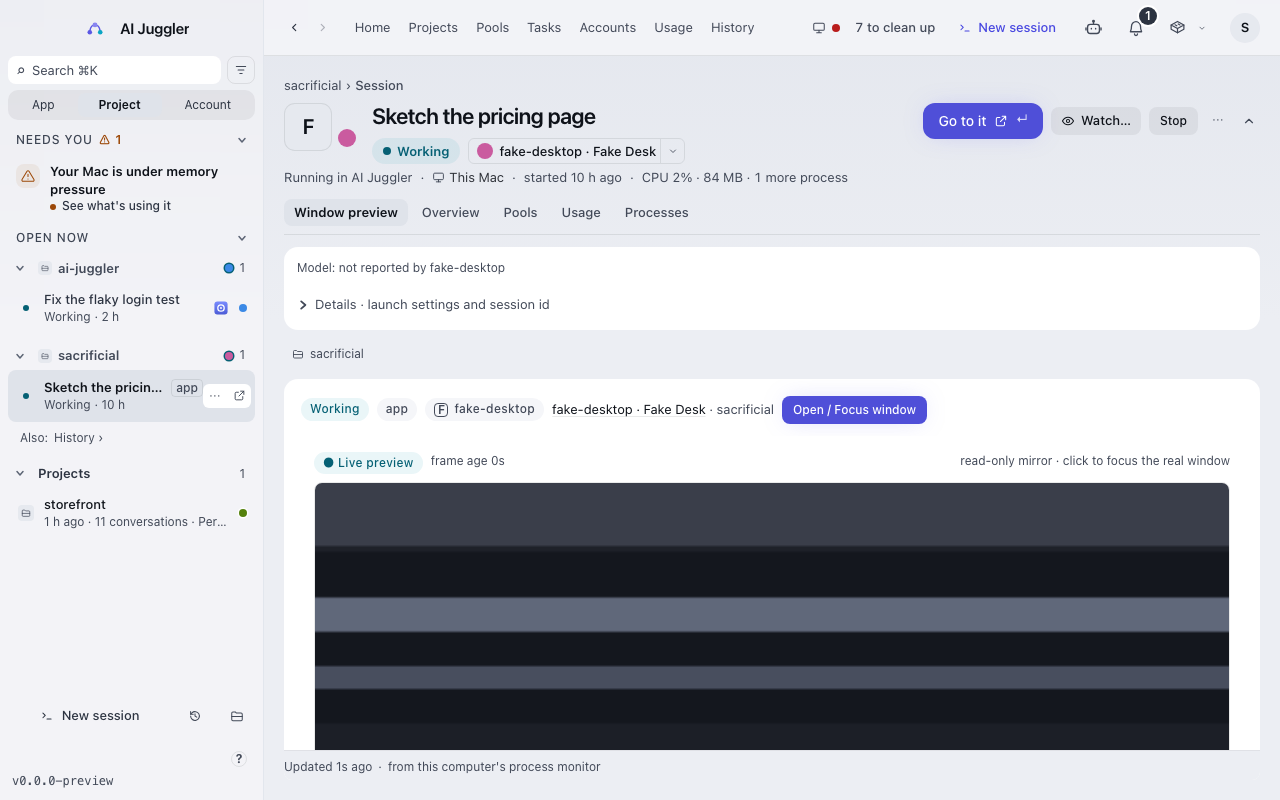 AI Juggler
Search ⌘K
App Project Account
NEEDS YOU 1
Your Mac is under memory
pressure
See what's using it
OPEN NOW
ai-juggler 1
Fix the flaky login test
Working · 2 h
sacrificial 1
Sketch the pricin... app
Working · 10 h
Also: History ›
Projects 1
storefront
1 h ago · 11 conversations · Per...
New session
?
v0.0.0-preview
Home Projects Pools Tasks Accounts Usage History
7 to clean up
New session
1
S
sacrificial › Session
F
Sketch the pricing page
Working
fake-desktop · Fake Desk
Go to it
Watch...
Stop
Running in AI Juggler · This Mac · started 10 h ago · CPU 2% · 84 MB · 1 more process
Window preview Overview Pools Usage Processes
Model: not reported by fake-desktop
Details · launch settings and session id
sacrificial
Working app F fake-desktop fake-desktop · Fake Desk · sacrificial Open / Focus window
Live preview frame age 0s read-only mirror · click to focus the real window
Updated 1s ago · from this computer's process monitor